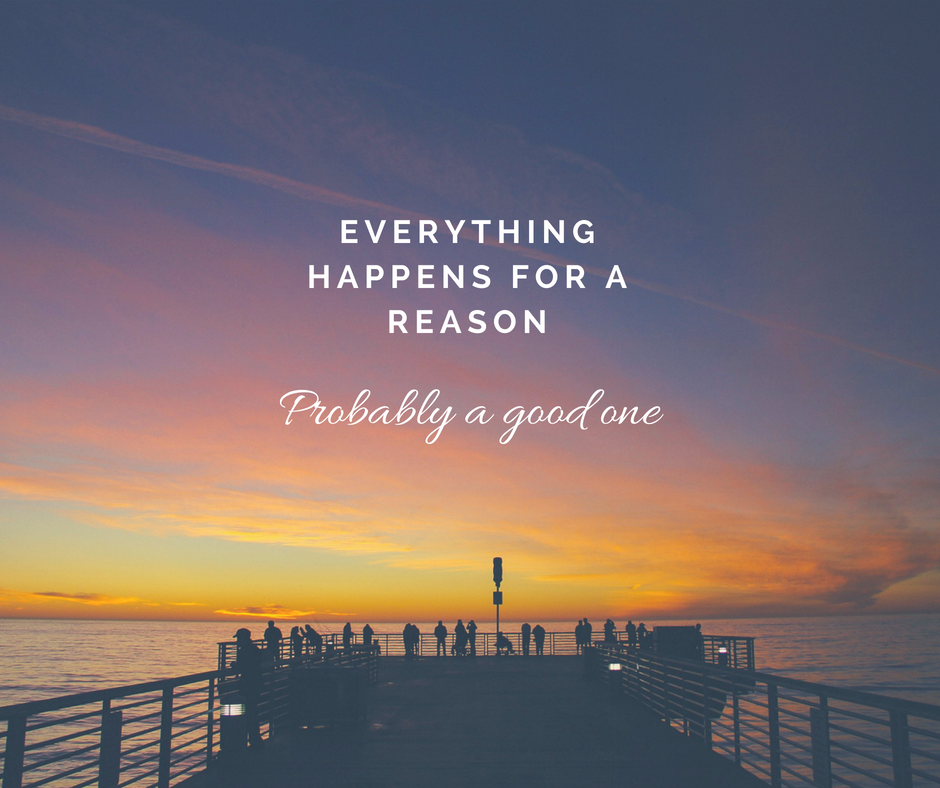 EVERYTHING
HAPPENS FOR A
REASON
Probably a good one